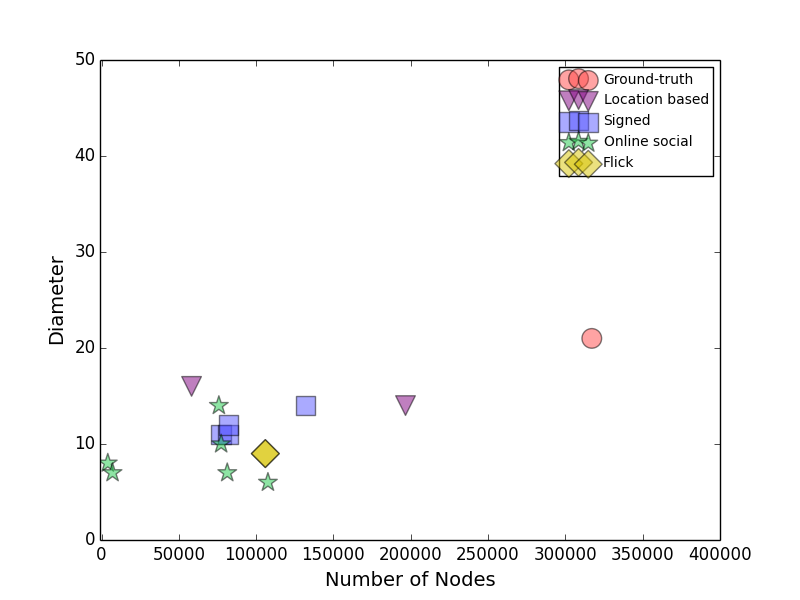 50
40
30
20
10
0
Diameter
Ground-truth
Location based
Signed
Online social
Flick
0 50000 100000 150000 200000 250000 300000 350000 400000
Number of Nodes